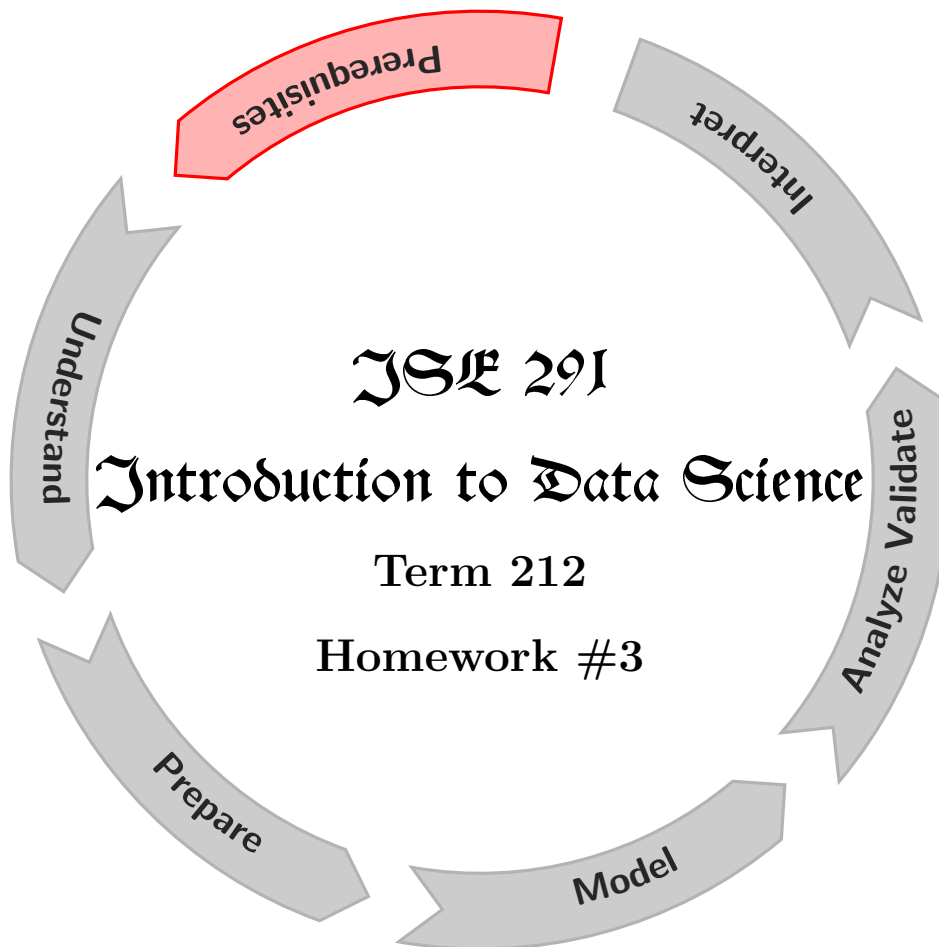 Prerequisites
Interpret
Understand
ISE 291
Introduction to Data Science
Analyze Validate
Term 212
Homework #3
Prepare
Model